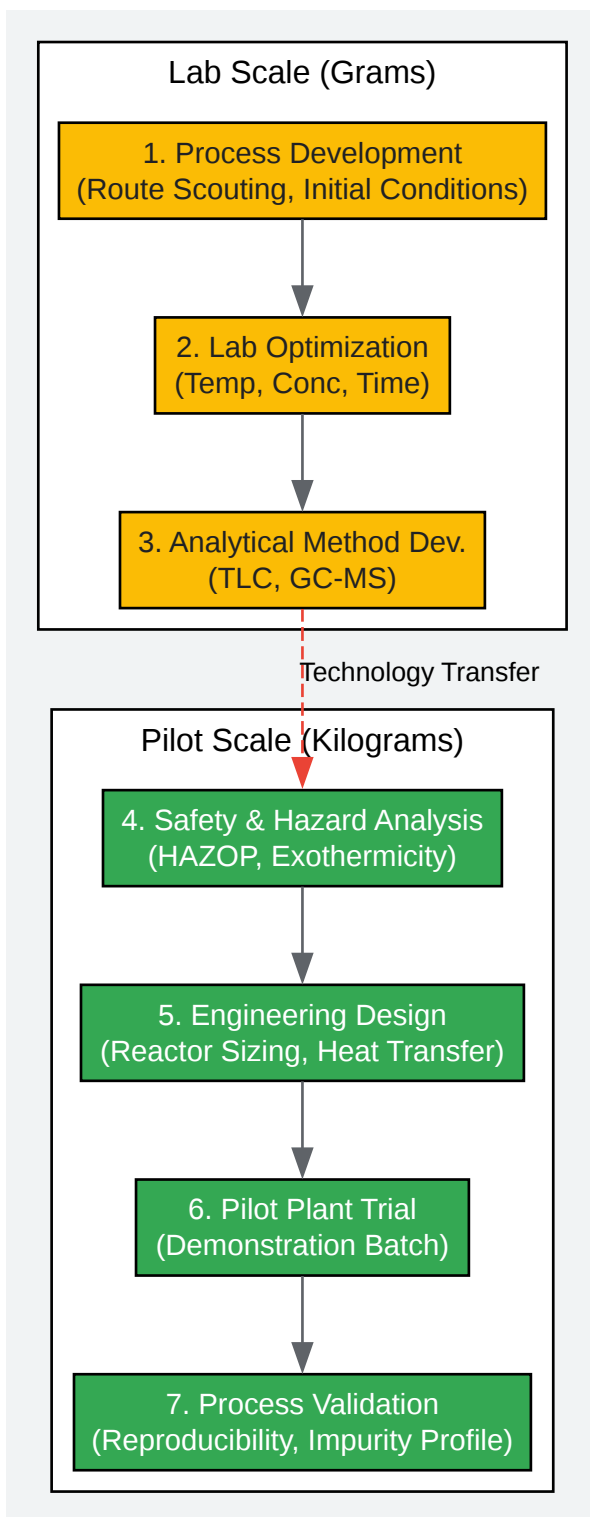 Lab Scale (Grams)
1. Process Development
(Route Scouting, Initial Conditions)
2. Lab Optimization
(Temp, Conc, Time)
3. Analytical Method Dev.
(TLC, GC-MS)
Technology Transfer
Pilot Scale (Kilograms)
4. Safety & Hazard Analysis
(HAZOP, Exothermicity)
5. Engineering Design
(Reactor Sizing, Heat Transfer)
6. Pilot Plant Trial
(Demonstration Batch)
7. Process Validation
(Reproducibility, Impurity Profile)